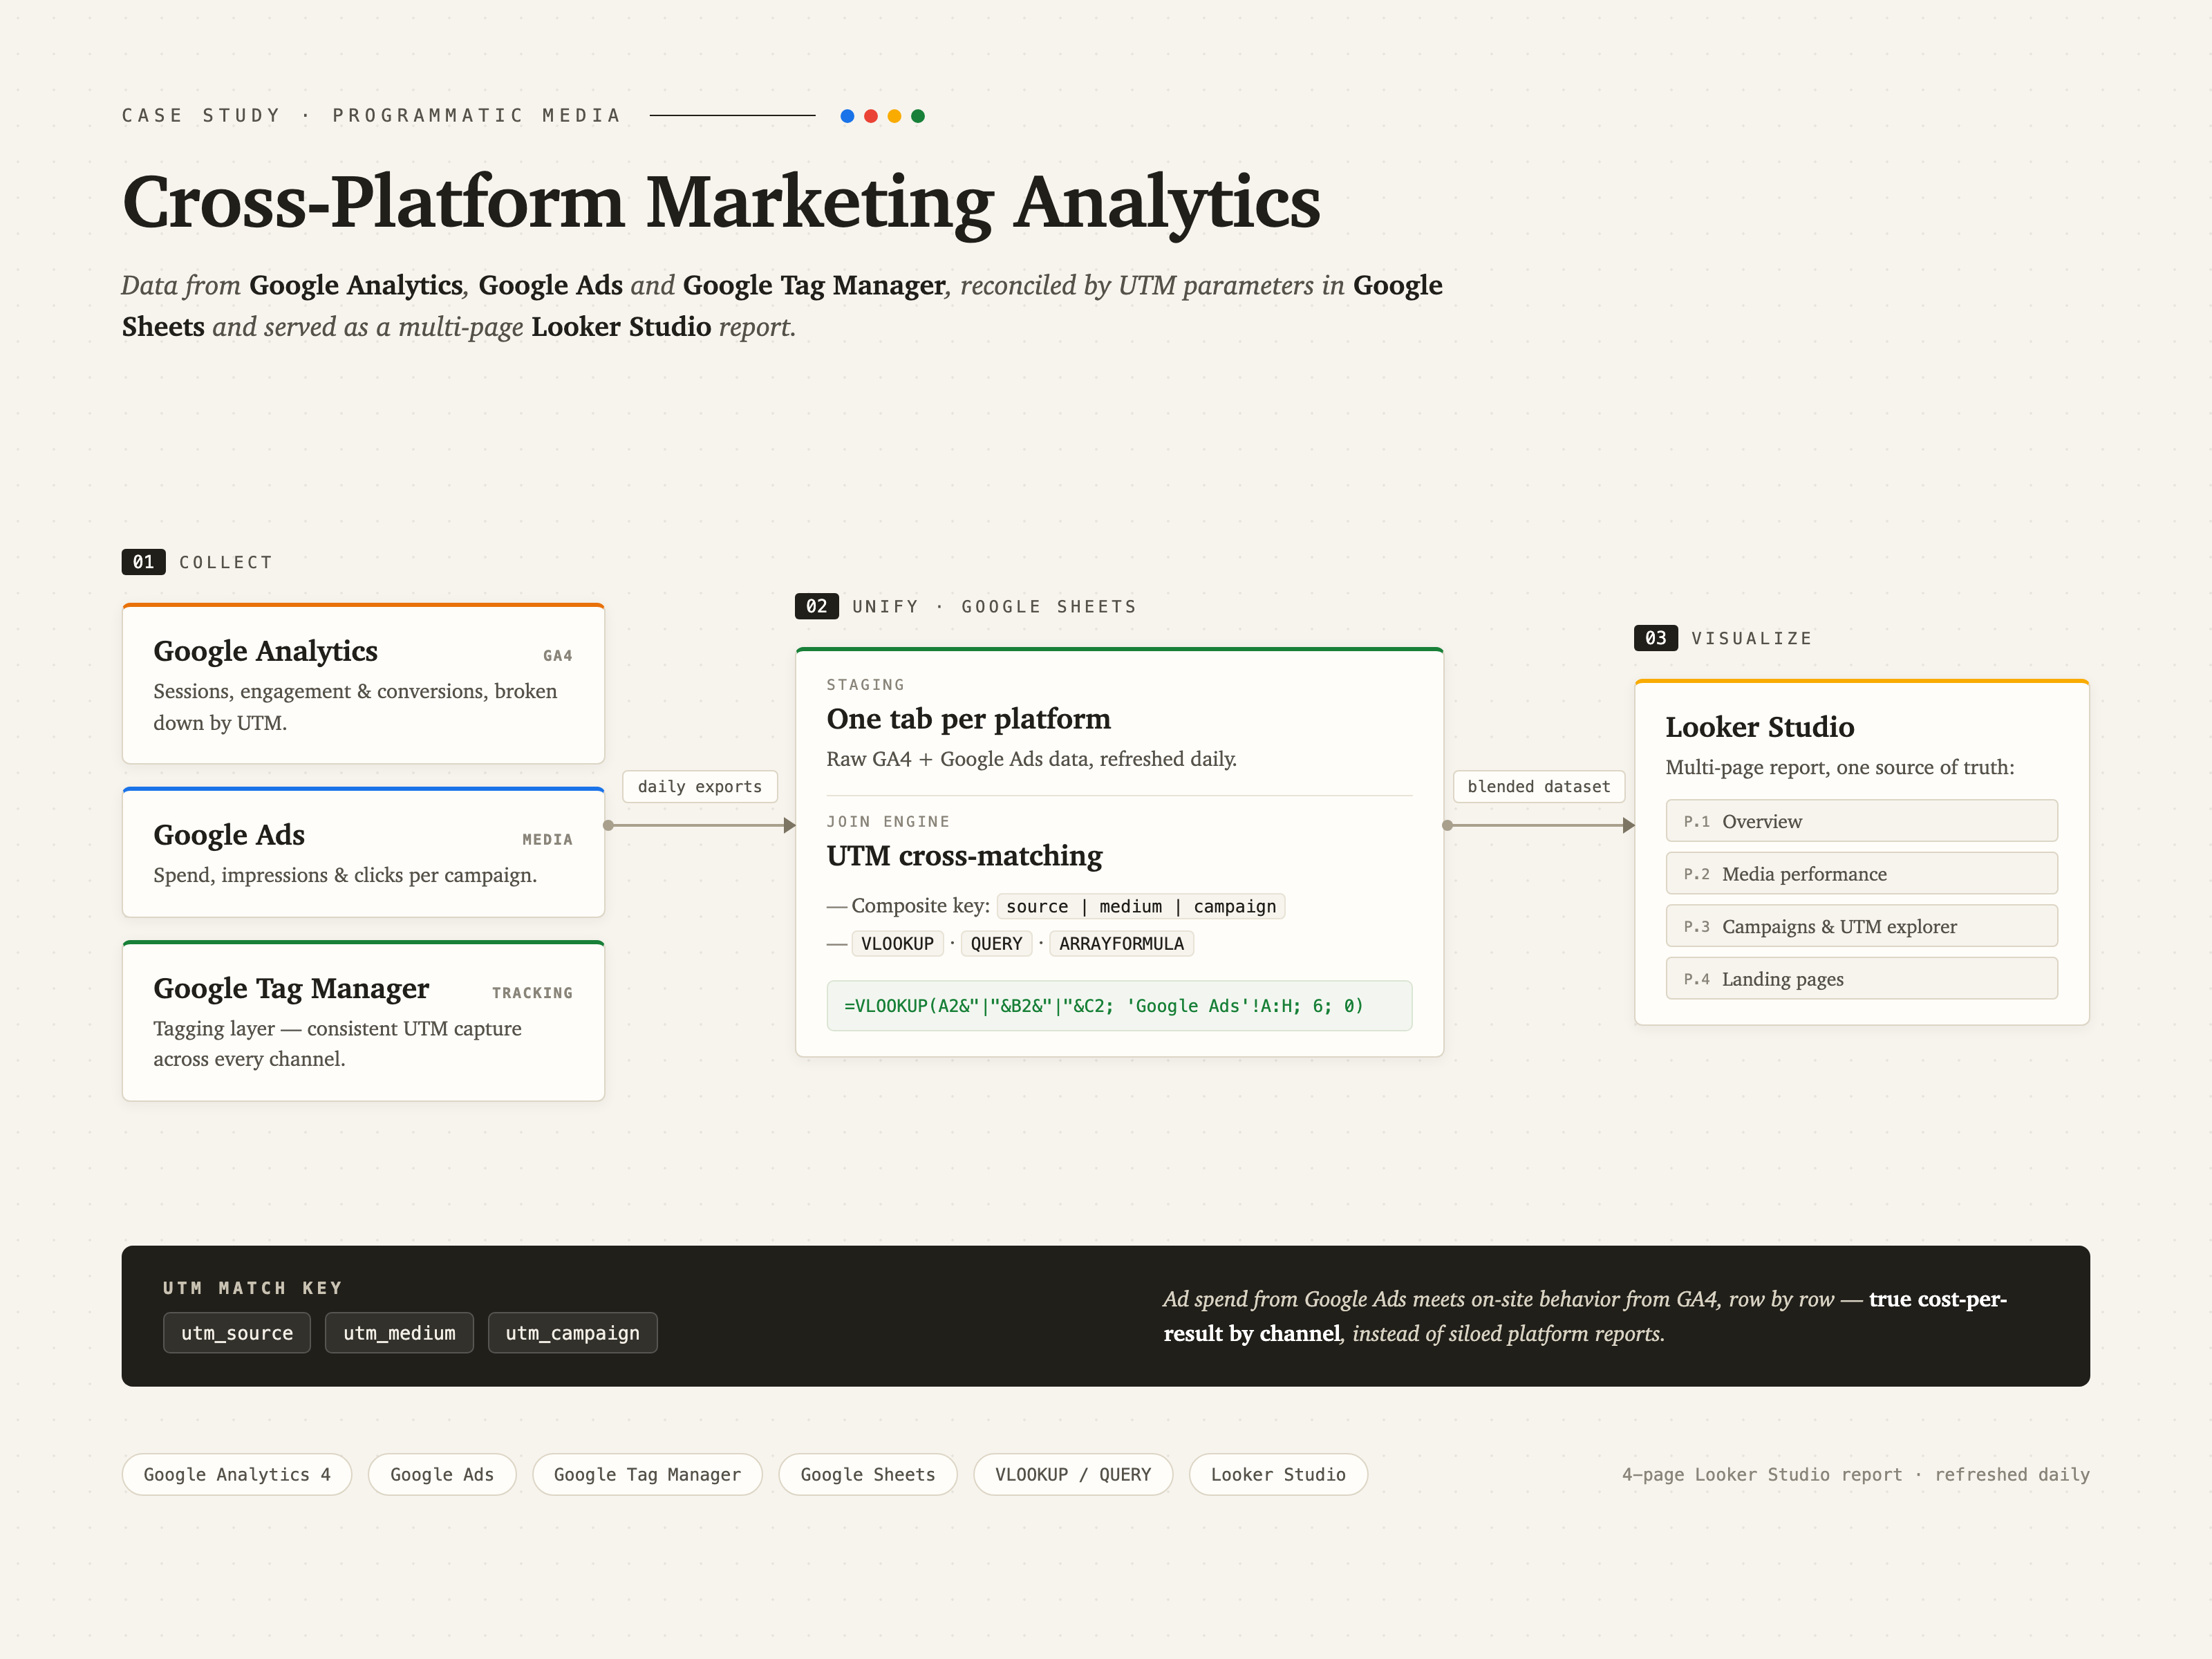 CASE STUDY · PROGRAMMATIC MEDIA
Cross-Platform Marketing Analytics
Data from Google Analytics, Google Ads and Google Tag Manager, reconciled by UTM parameters in Google
Sheets and served as a multi-page Looker Studio report.
01 COLLECT
Google Analytics GA4
Sessions, engagement & conversions, broken
down by UTM.
Google Ads MEDIA
Spend, impressions & clicks per campaign.
Google Tag Manager TRACKING
Tagging layer — consistent UTM capture
across every channel.
daily exports
02 UNIFY · GOOGLE SHEETS
STAGING
One tab per platform
Raw GA4 + Google Ads data, refreshed daily.
JOIN ENGINE
UTM cross-matching
— Composite key: source | medium | campaign
— VLOOKUP · QUERY · ARRAYFORMULA
=VLOOKUP(A2&"|"&B2&"|"&C2; 'Google Ads'!A:H; 6; 0)
blended dataset
03 VISUALIZE
Looker Studio
Multi-page report, one source of truth:
P.1 Overview
P.2 Media performance
P.3 Campaigns & UTM explorer
P.4 Landing pages
UTM MATCH KEY
utm_source utm_medium utm_campaign
Ad spend from Google Ads meets on-site behavior from GA4, row by row — true cost-per-
result by channel, instead of siloed platform reports.
Google Analytics 4 Google Ads Google Tag Manager Google Sheets VLOOKUP / QUERY Looker Studio
4-page Looker Studio report · refreshed daily